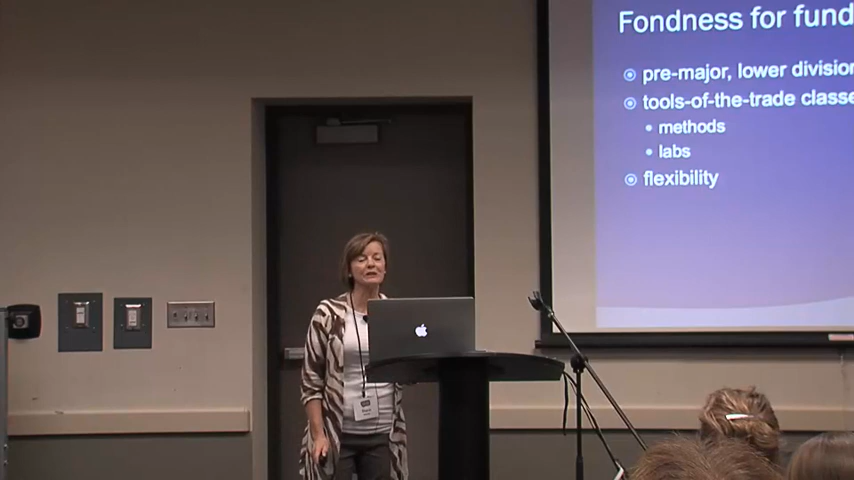 Fondness for fund
pre-major, lower division
tools-of-the-trade classe
methods
labs
flexibility